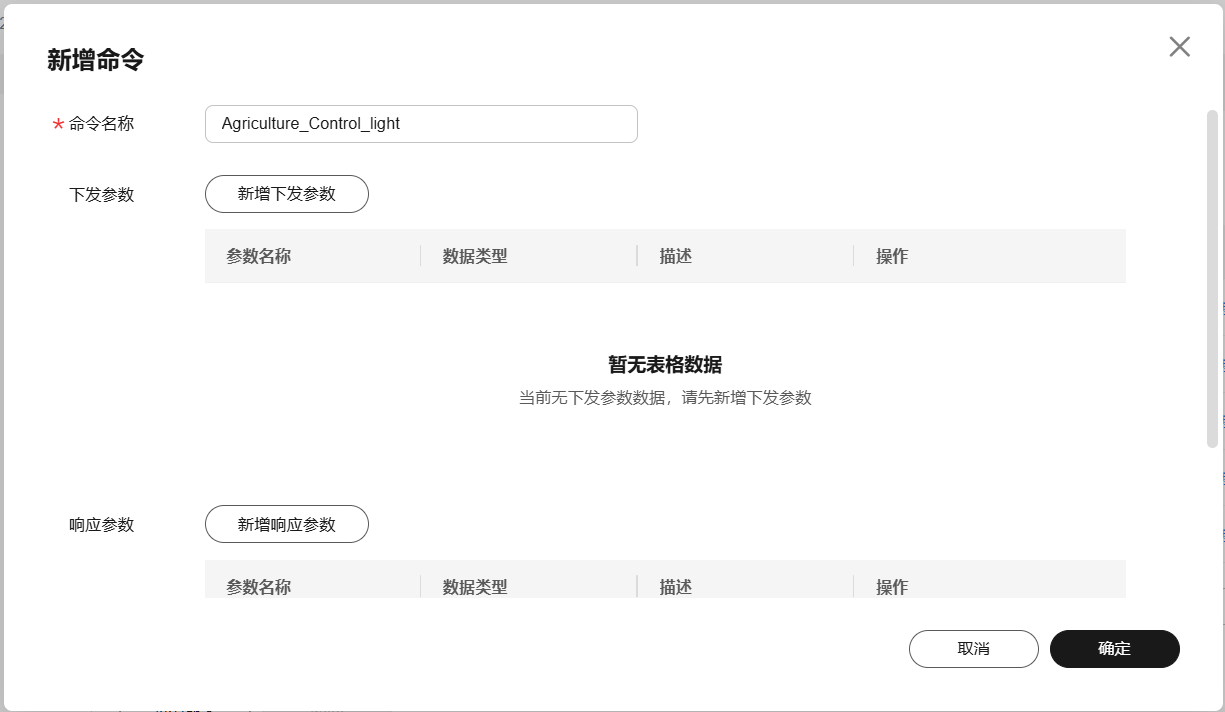 新增命令
* 命令名称 Agriculture_Control_light
下发参数 新增下发参数
参数名称 数据类型 描述 操作
暂无表格数据
当前无下发参数数据，请先新增下发参数
响应参数 新增响应参数
参数名称 数据类型 描述 操作
取消 确定